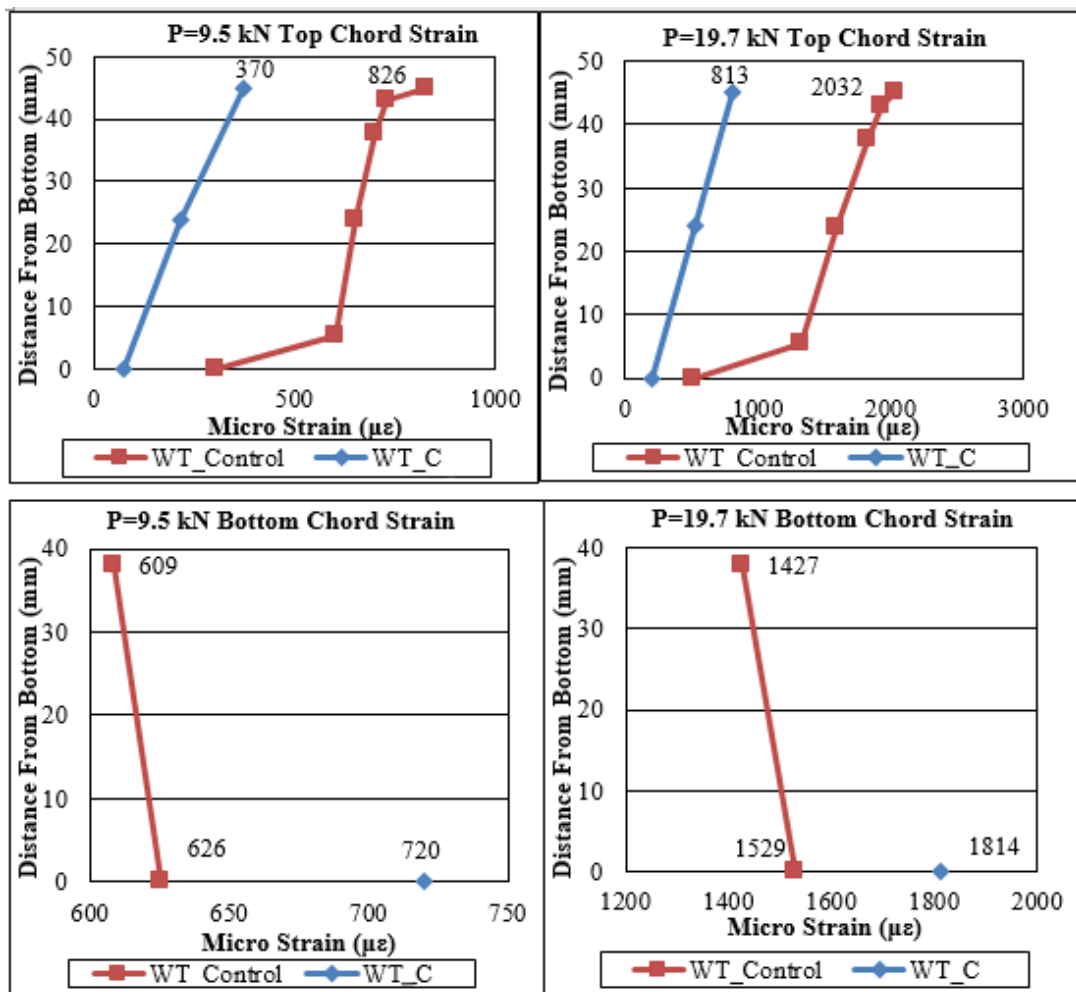 P=9.5 kN Top Chord Strain
370
826
50
40
30
20
10
0
Distance From Bottom (mm)
0 500 1000
Micro Strain (με)
WT_Control WT_C
P=19.7 kN Top Chord Strain
813
2032
50
40
30
20
10
0
Distance From Bottom (mm)
0 1000 2000 3000
Micro Strain (με)
WT_Control WT_C
P=9.5 kN Bottom Chord Strain
609
626
720
40
30
20
10
0
Distance From Bottom (mm)
600 650 700 750
Micro Strain (με)
WT_Control WT_C
P=19.7 kN Bottom Chord Strain
1427
1529
1814
40
30
20
10
0
Distance From Bottom (mm)
1200 1400 1600 1800 2000
Micro Strain (με)
WT_Control WT_C